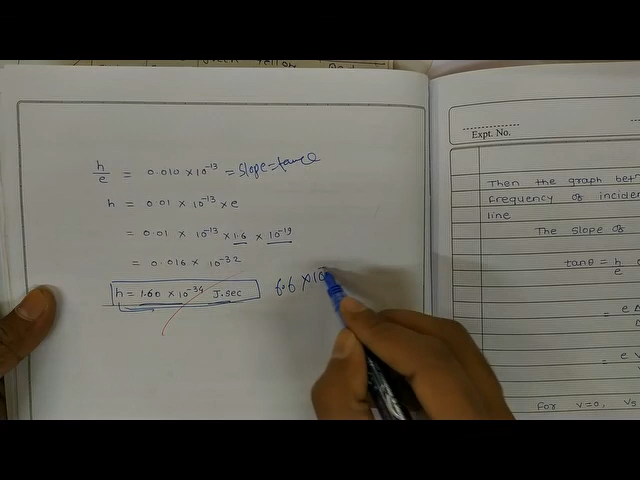 h/e = 0.010 × 10⁻¹³ = Slope = tanθ
h = 0.01 × 10⁻¹³ × e
= 0.01 × 10⁻¹³ × 1.6 × 10⁻¹⁹
= 0.016 × 10⁻³²
h = 1.60 × 10⁻³⁴ J.sec
6.6 × 10
Expt. No.
Then the graph bet
frequency of inciden
line
The slope of
tanθ = h/e
= e
= e V
For ν=0, Vs